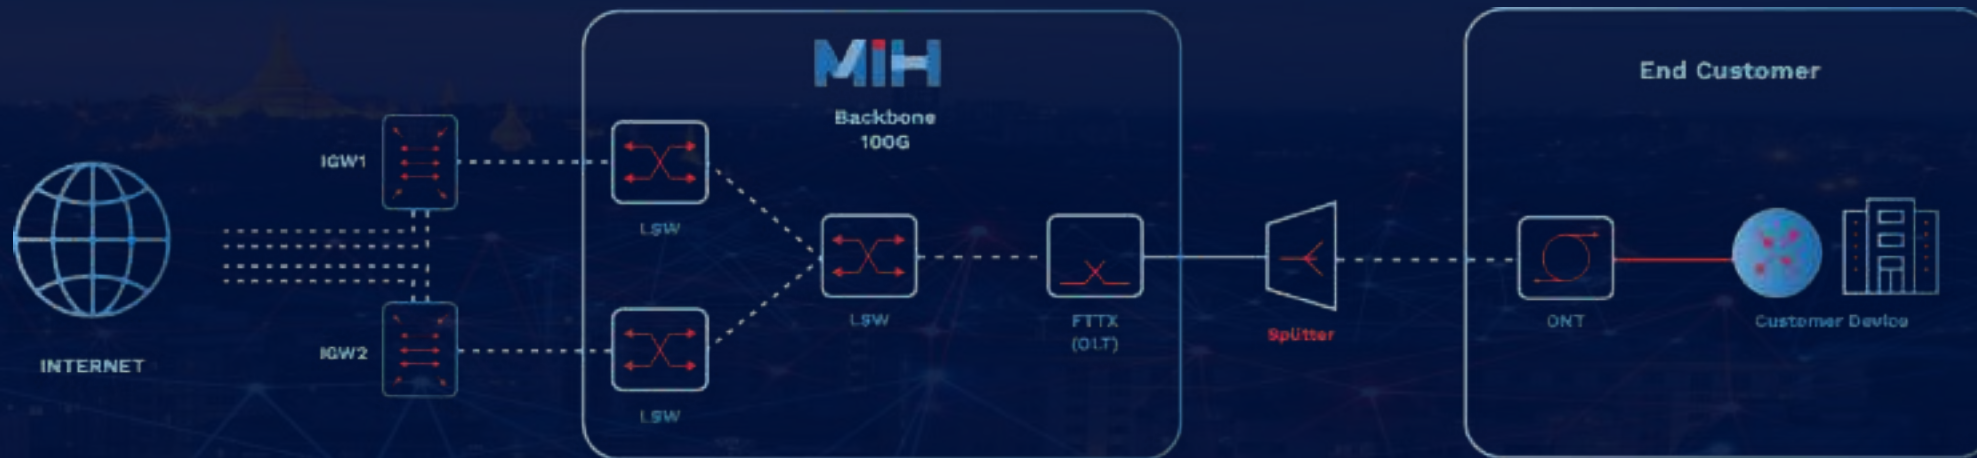 MiH
Backbone
100G
End Customer
IGW1
LSW
INTERNET
IGW2
LSW
LSW
FTTX
(OLT)
Splitter
ONT
Customer Device